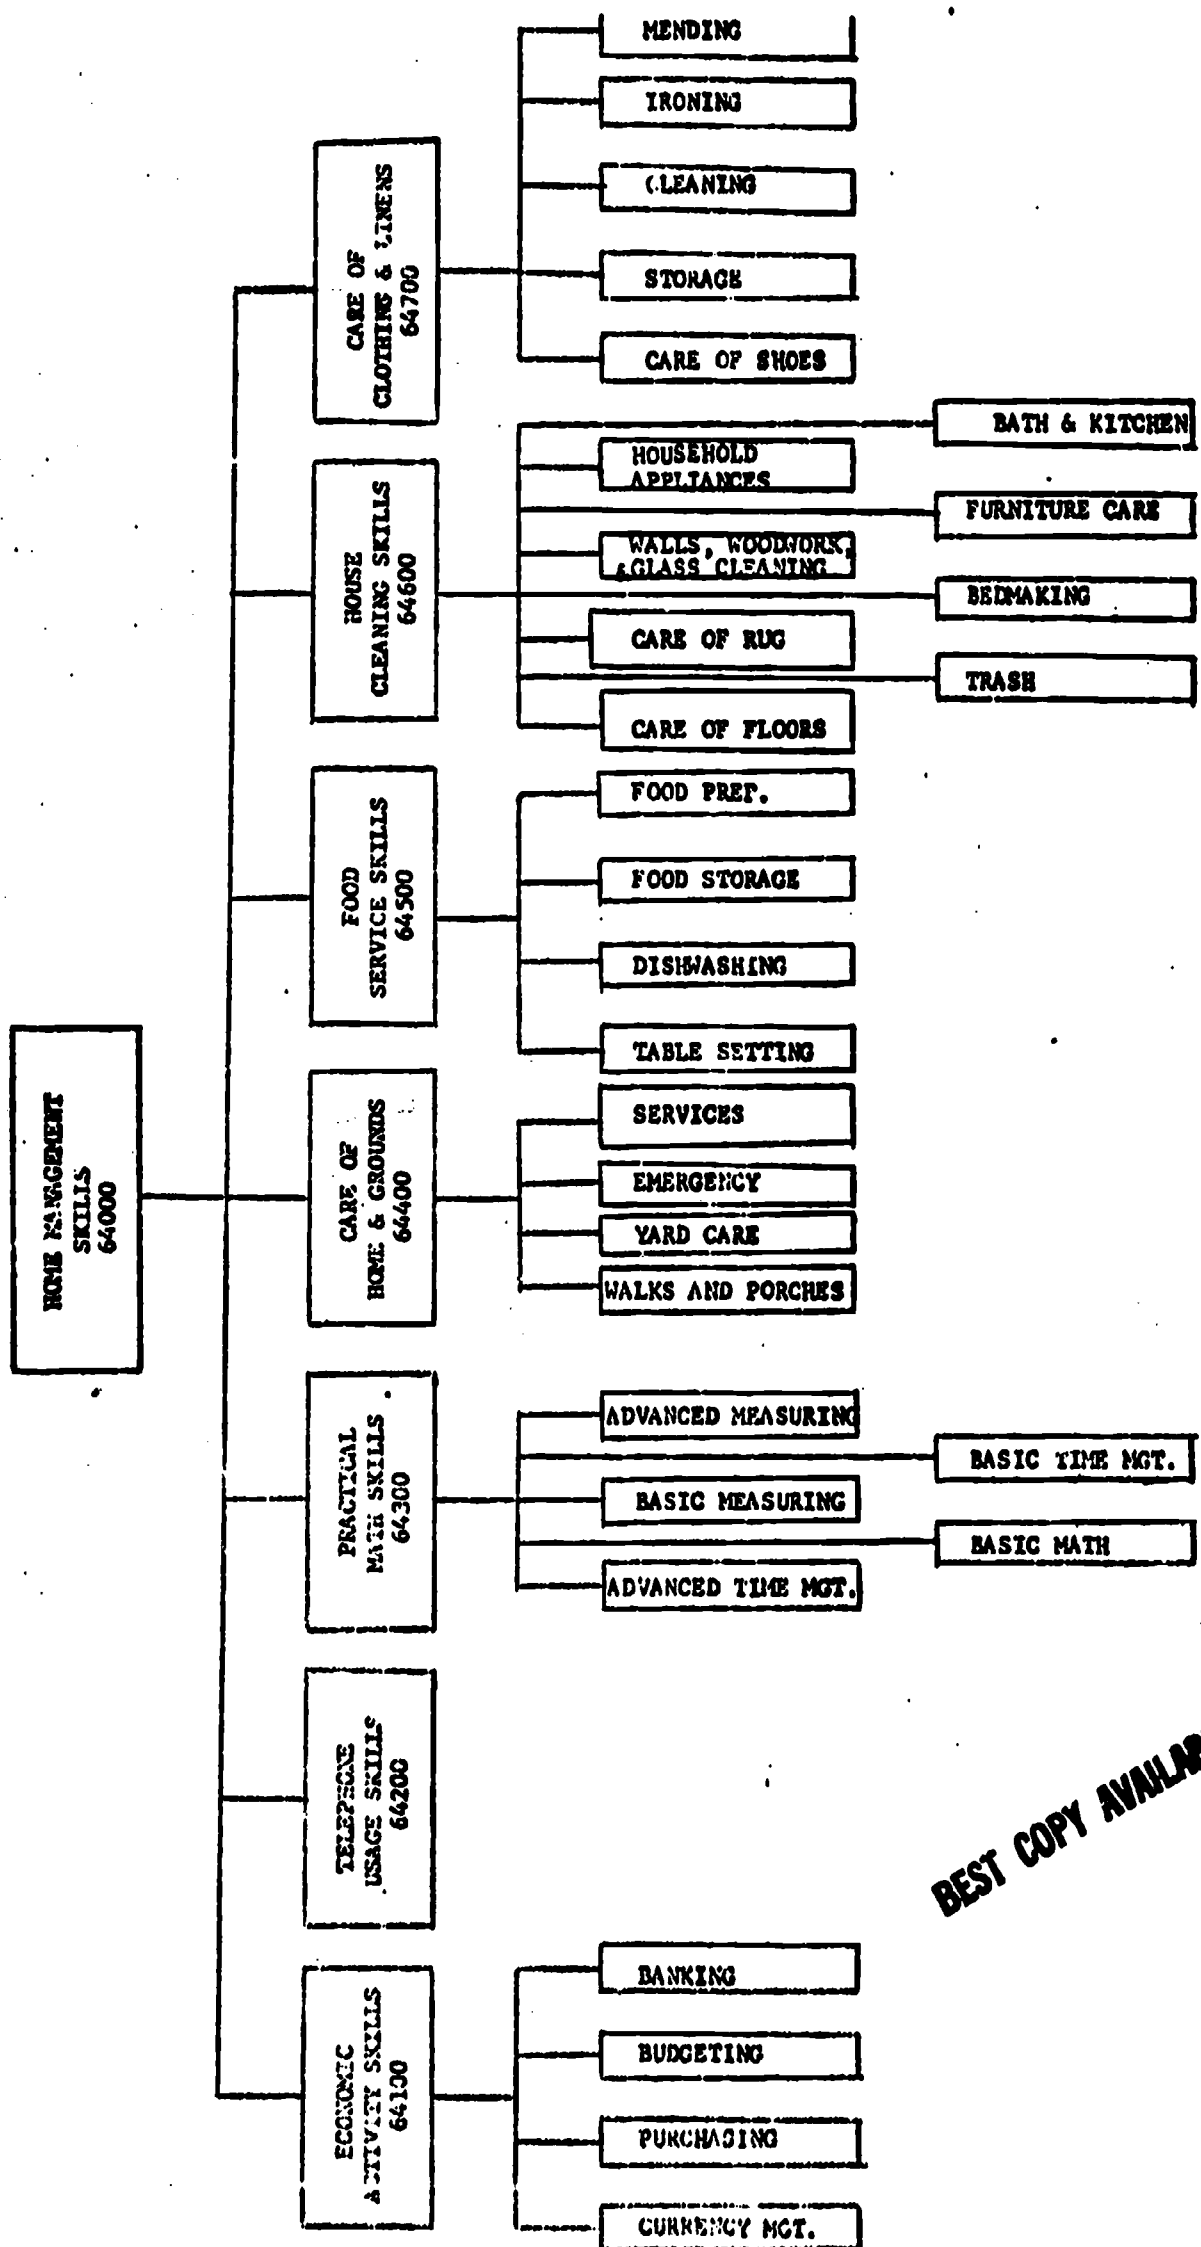 HOME MANAGEMENT
SKILLS
64000
CARE OF
CLOTHING & LINENS
64700
MENDING
IRONING
CLEANING
STORAGE
CARE OF SHOES
HOUSE
CLEANING SKILLS
64600
BATH & KITCHEN
HOUSEHOLD
APPLIANCES
FURNITURE CARE
WALLS, WOODWORK,
&GLASS CLEANING
BEDMAKING
CARE OF RUG
TRASH
CARE OF FLOORS
FOOD
SERVICE SKILLS
64500
FOOD PREP.
FOOD STORAGE
DISHWASHING
TABLE SETTING
CARE OF
HOME & GROUNDS
64400
SERVICES
EMERGENCY
YARD CARE
WALKS AND PORCHES
PRACTICAL
MATH SKILLS
64300
ADVANCED MEASURING
BASIC TIME MGT.
BASIC MEASURING
BASIC MATH
ADVANCED TIME MGT.
TELEPHONE
USAGE SKILLS
64200
ECONOMIC
ACTIVITY SKILLS
64100
BANKING
BUDGETING
PURCHASING
CURRENCY MGT.
BEST COPY AVAILAB